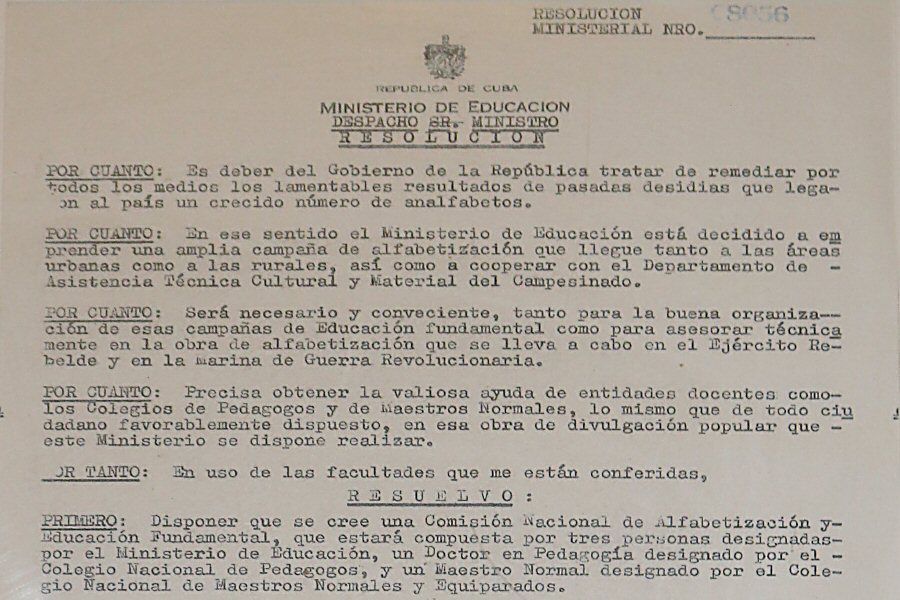 RESOLUCION
MINISTERIAL NRO.
REPUBLICA DE CUBA
MINISTERIO DE EDUCACION
DESPACHO SR. MINISTRO
RESOLUCION
POR CUANTO: Es deber del Gobierno de la República tratar de remediar por
todos los medios los lamentables resultados de pasadas desidias que lega-
on al país un crecido número de analfabetos.
POR CUANTO: En ese sentido el Ministerio de Educación está decidido a em
prender una amplia campaña de alfabetización que llegue tanto a las áreas
urbanas como a las rurales, así como a cooperar con el Departamento de -
Asistencia Técnica Cultural y Material del Campesinado.
POR CUANTO: Será necesario y conveciente, tanto para la buena organiza--
ción de esas campañas de Educación fundamental como para asesorar técnica
mente en la obra de alfabetización que se lleva a cabo en el Ejército Re-
belde y en la Marina de Guerra Revolucionaria.
POR CUANTO: Precisa obtener la valiosa ayuda de entidades docentes como-
los Colegios de Pedagogos y de Maestros Normales, lo mismo que de todo ciu
dadano favorablemente dispuesto, en esa obra de divulgación popular que -
este Ministerio se dispone realizar.
OR TANTO: En uso de las facultades que me están conferidas,
RESUELVO:
PRIMERO: Disponer que se cree una Comisión Nacional de Alfabetización y-
Educación Fundamental, que estará compuesta por tres personas designadas-
por el Ministerio de Educación, un Doctor en Pedagogía designado por el -
Colegio Nacional de Pedagogos, y un Maestro Normal designado por el Cole-
gio Nacional de Maestros Normales y Equiparados.